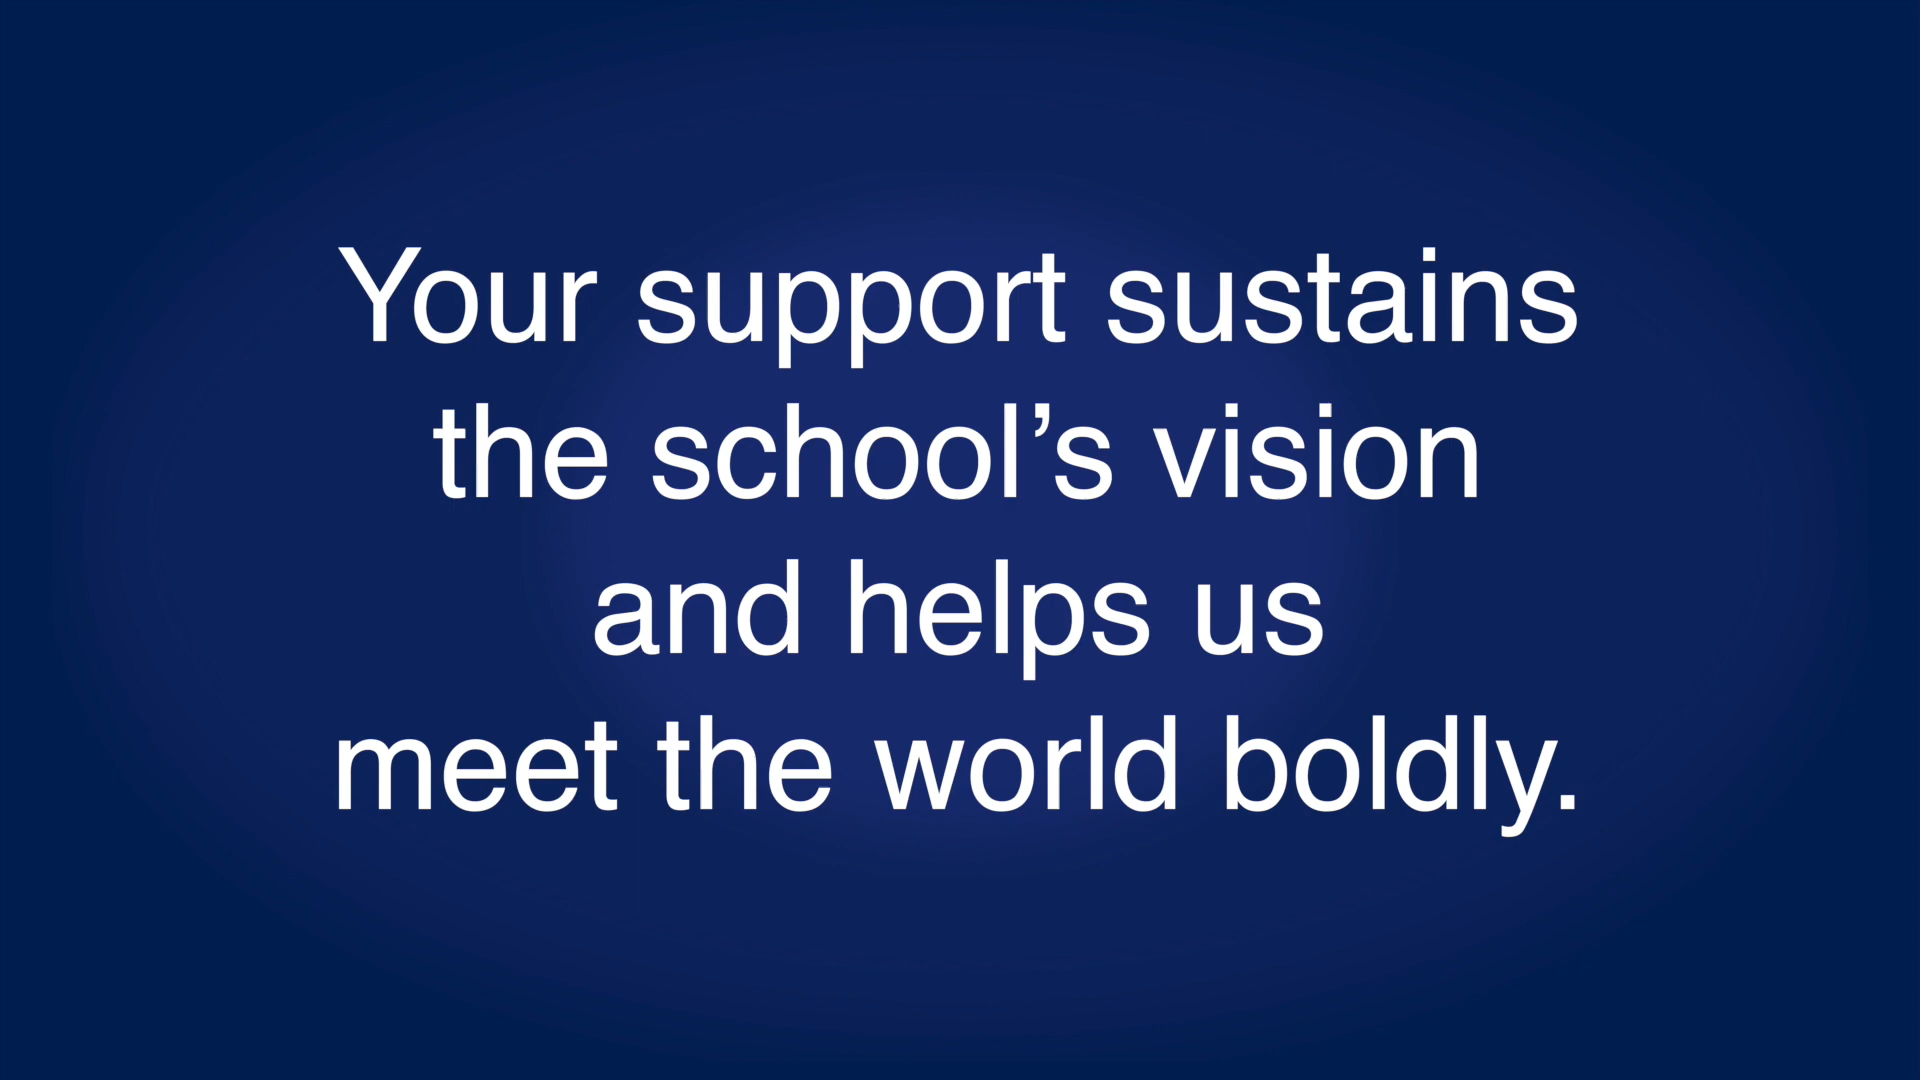 Your support sustains
the school’s vision
and helps us
meet the world boldly.